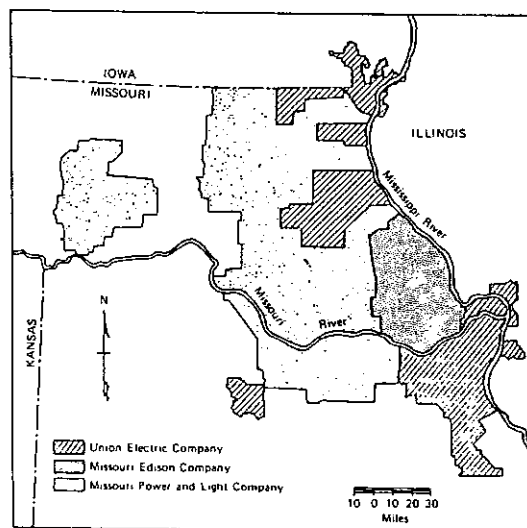 IOWA
MISSOURI
ILLINOIS
Mississippi River
Missouri River
KANSAS
N
Union Electric Company
Missouri Edison Company
Missouri Power and Light Company
10 0 10 20 30
Miles